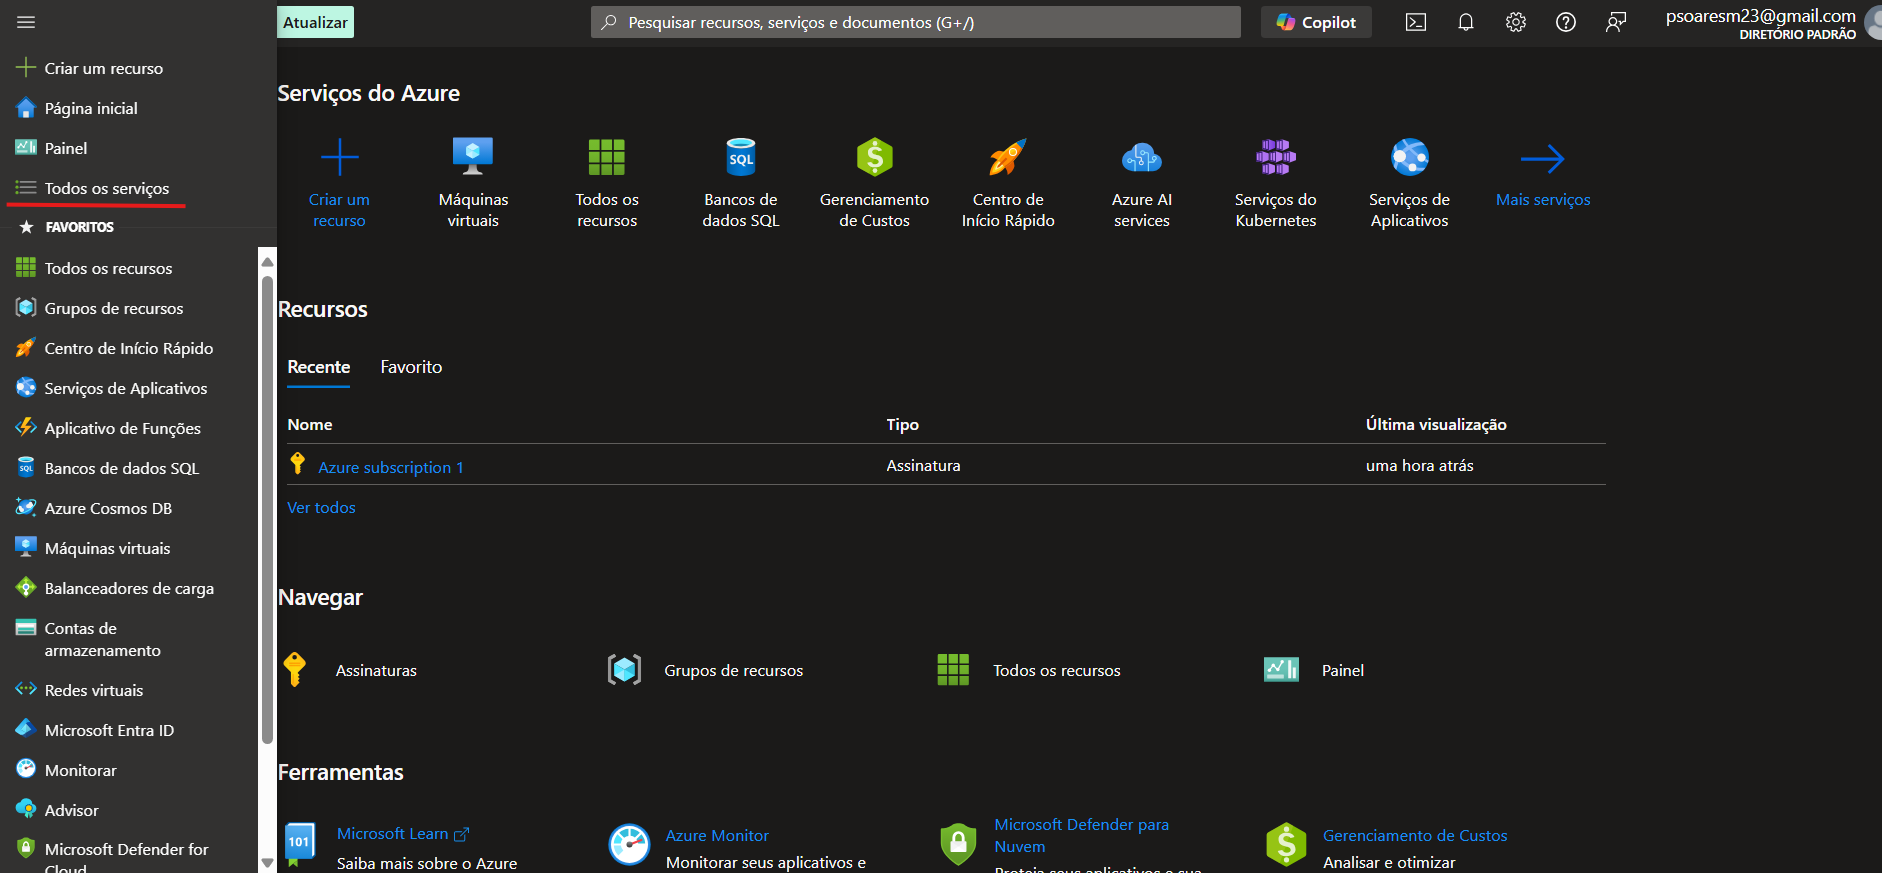 Atualizar
Pesquisar recursos, serviços e documentos (G+/)
Copilot
psoaresm23@gmail.com
DIRETÓRIO PADRÃO
Criar um recurso
Página inicial
Painel
Todos os serviços
FAVORITOS
Todos os recursos
Grupos de recursos
Centro de Início Rápido
Serviços de Aplicativos
Aplicativo de Funções
SQL
Bancos de dados SQL
Azure Cosmos DB
Máquinas virtuais
Balanceadores de carga
Contas de
armazenamento
Redes virtuais
Microsoft Entra ID
Monitorar
Advisor
Microsoft Defender for
Cloud
Serviços do Azure
Criar um
recurso
Máquinas
virtuais
Todos os
recursos
SQL
Bancos de
dados SQL
Gerenciamento
de Custos
Centro de
Início Rápido
Azure AI
services
Serviços do
Kubernetes
Serviços de
Aplicativos
Mais serviços
Recursos
Recente Favorito
Nome Tipo Última visualização
Azure subscription 1 Assinatura uma hora atrás
Ver todos
Navegar
Assinaturas Grupos de recursos Todos os recursos Painel
Ferramentas
101
Microsoft Learn
Saiba mais sobre o Azure
Azure Monitor
Monitorar seus aplicativos e
Microsoft Defender para
Nuvem
Proteja seus aplicativos e sua
Gerenciamento de Custos
Analisar e otimizar